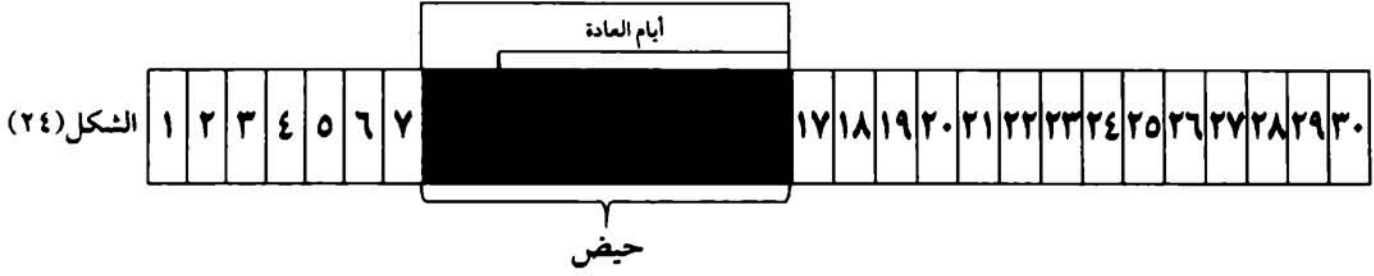 أيام العادة
الشكل (٢٤) ١ ٢ ٣ ٤ ٥ ٦ ٧ ١٧ ١٨ ١٩ ٢٠ ٢١ ٢٢ ٢٣ ٢٤ ٢٥ ٢٦ ٢٧ ٢٨ ٢٩ ٣٠
حيض